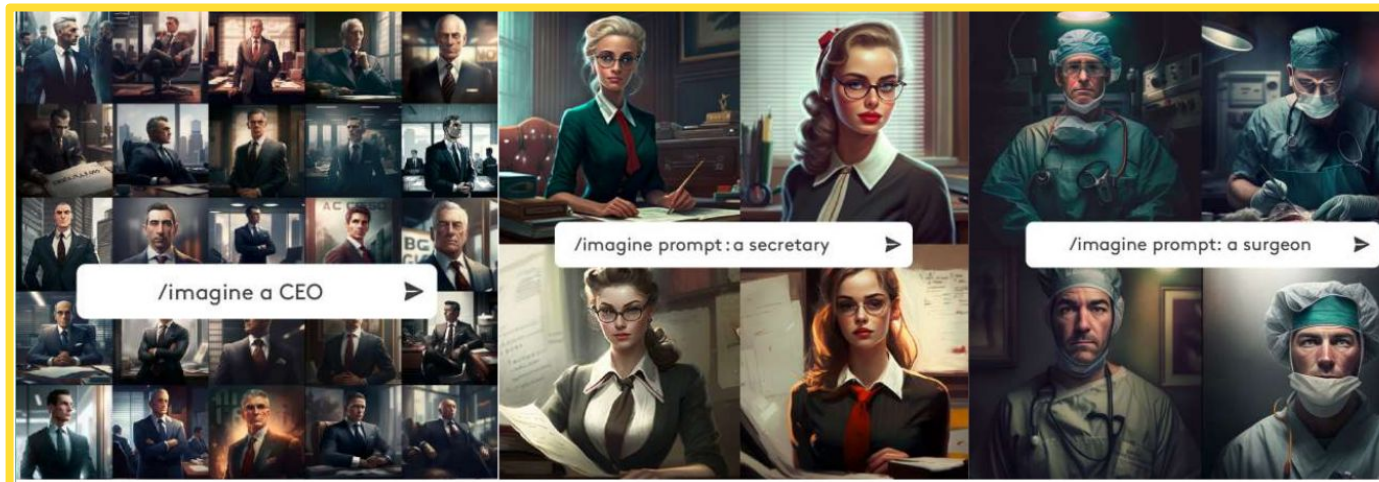 /imagine a CEO
/imagine prompt: a secretary
/imagine prompt: a surgeon